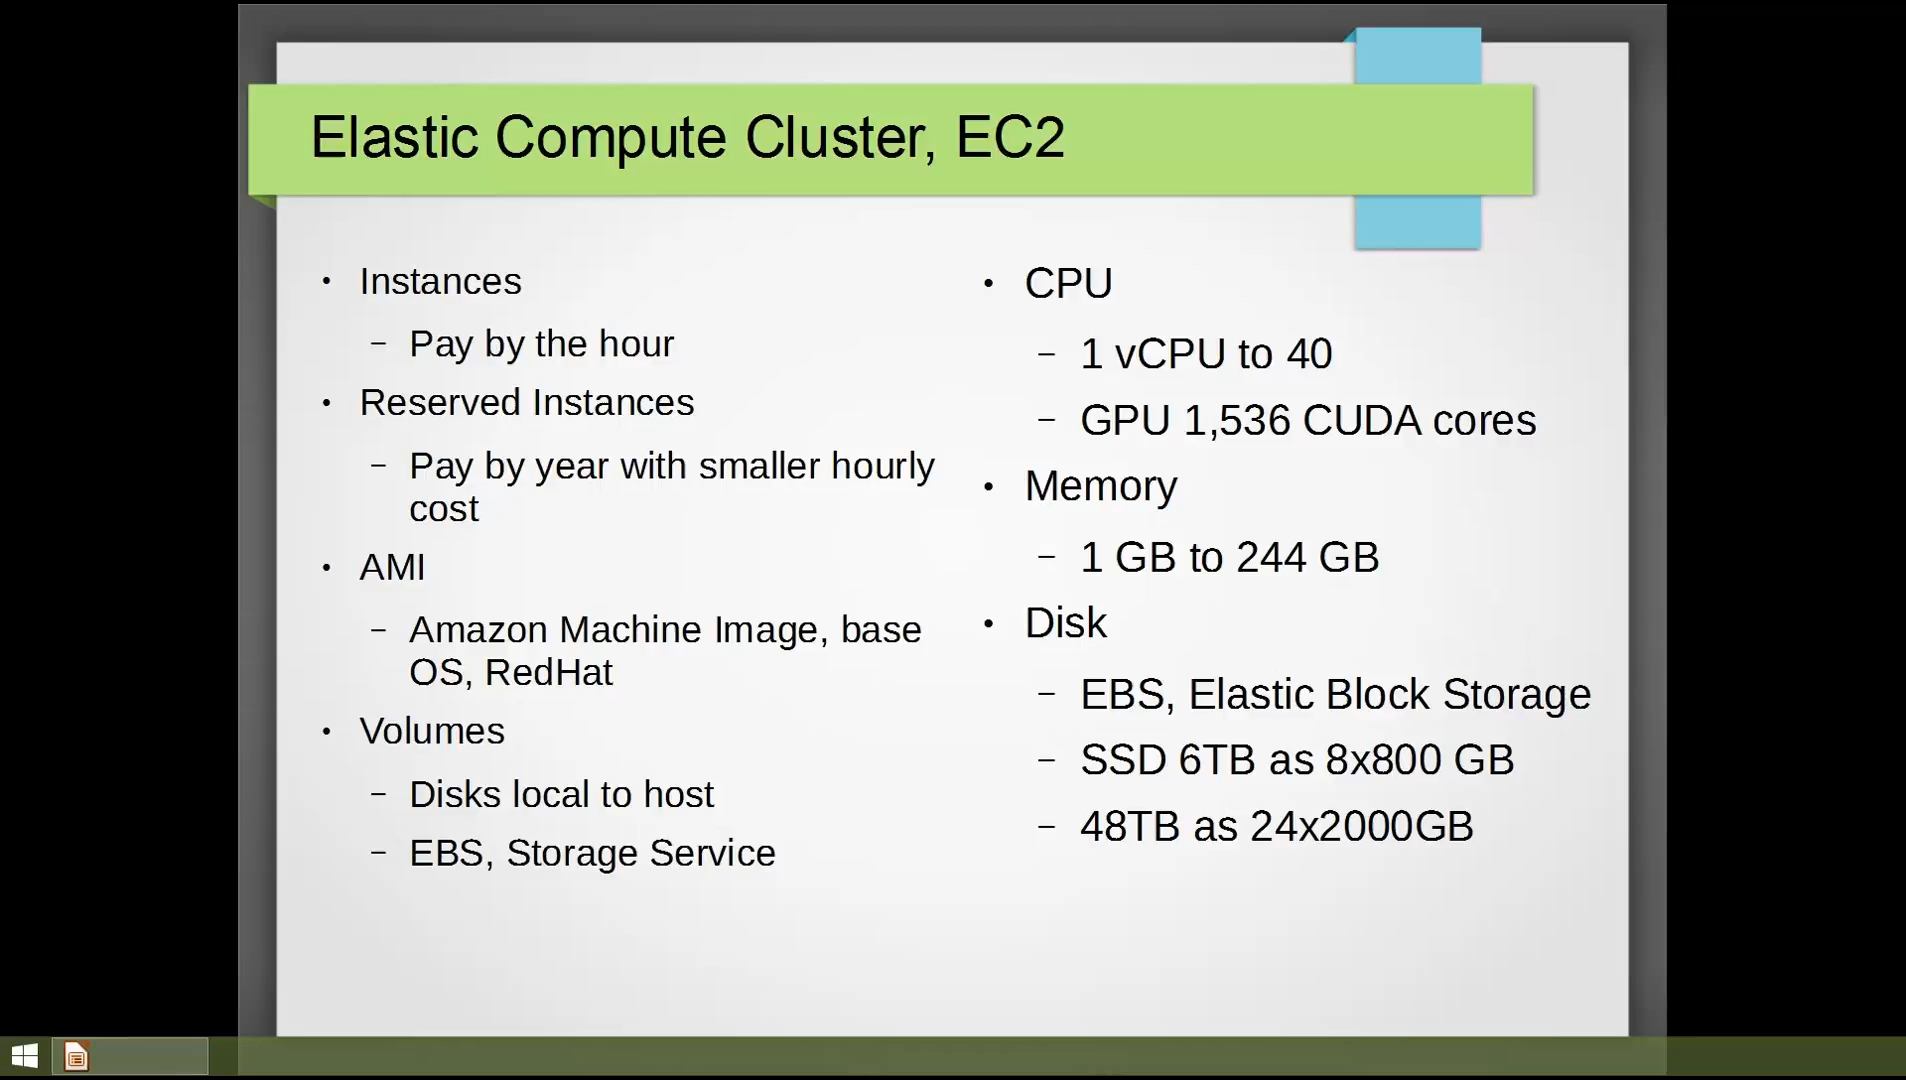 Elastic Compute Cluster, EC2
• Instances
– Pay by the hour
• Reserved Instances
– Pay by year with smaller hourly
cost
• AMI
– Amazon Machine Image, base
OS, RedHat
• Volumes
– Disks local to host
– EBS, Storage Service
• CPU
– 1 vCPU to 40
– GPU 1,536 CUDA cores
• Memory
– 1 GB to 244 GB
• Disk
– EBS, Elastic Block Storage
– SSD 6TB as 8x800 GB
– 48TB as 24x2000GB